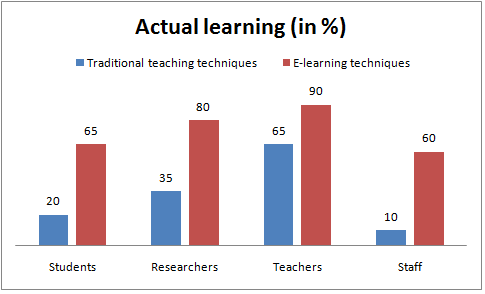 Actual learning (in %)
Traditional teaching techniques E-learning techniques
90
80
65 65
60
35
20
10
Students Researchers Teachers Staff